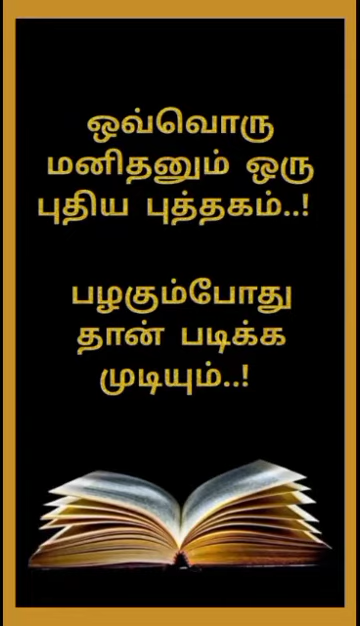 ஒவ்வொரு
மனிதனும் ஒரு
புதிய புத்தகம்..!
பழகும்போது
தான் படிக்க
முடியும்..!